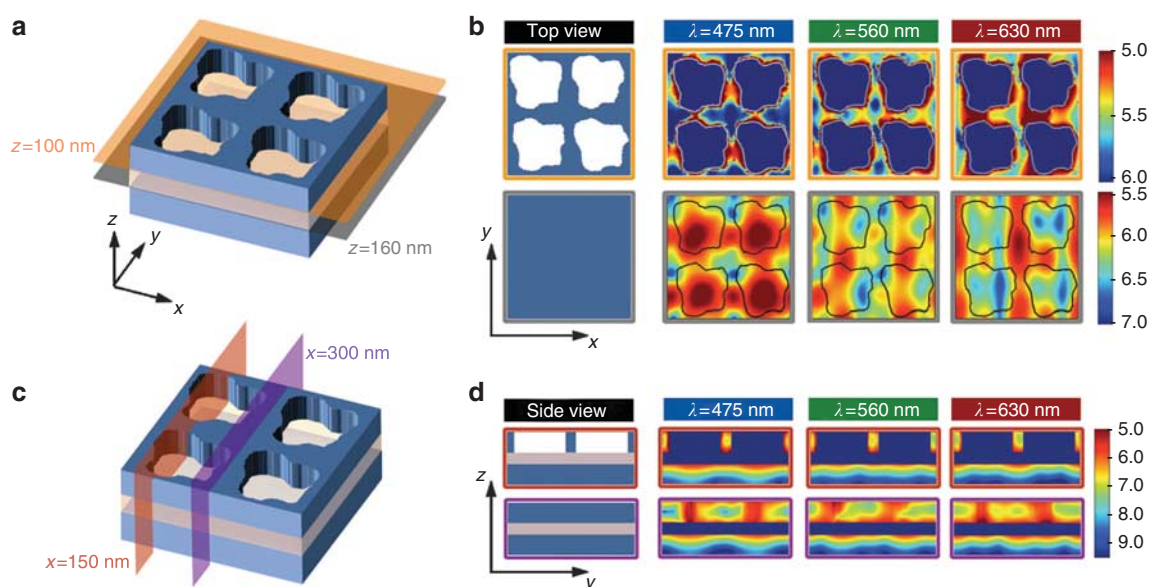 a
z=100 nm
z=160 nm
z
y
x
b
Top view
λ=475 nm
λ=560 nm
λ=630 nm
5.0
5.5
6.0
5.5
6.0
6.5
7.0
y
x
c
x=300 nm
x=150 nm
d
Side view
λ=475 nm
λ=560 nm
λ=630 nm
5.0
6.0
7.0
8.0
9.0
z
y